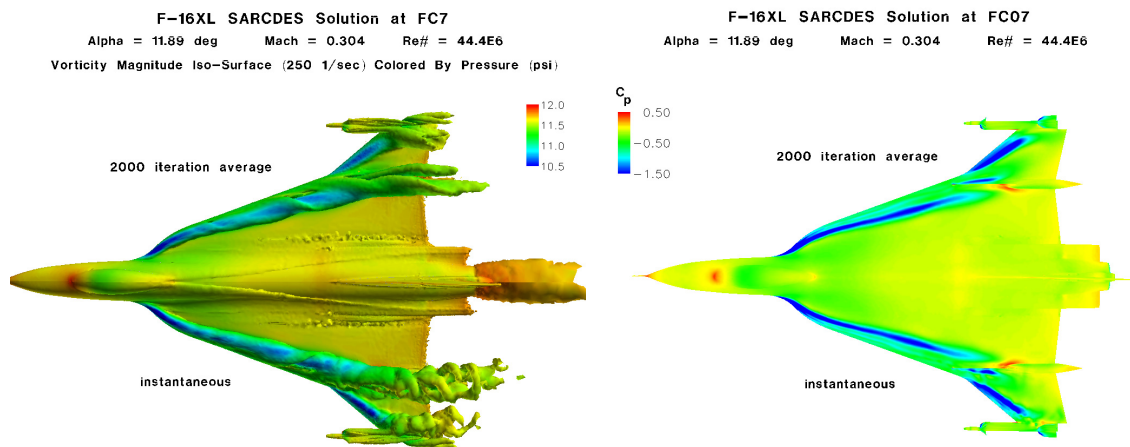 F-16XL SARCDES Solution at FC7
Alpha = 11.89 deg Mach = 0.304 Re# = 44.4E6
Vorticity Magnitude Iso-Surface (250 1/sec) Colored By Pressure (psi)
12.0
11.5
11.0
10.5
2000 iteration average
instantaneous
F-16XL SARCDES Solution at FC07
Alpha = 11.89 deg Mach = 0.304 Re# = 44.4E6
Cp
0.50
-0.50
-1.50
2000 iteration average
instantaneous